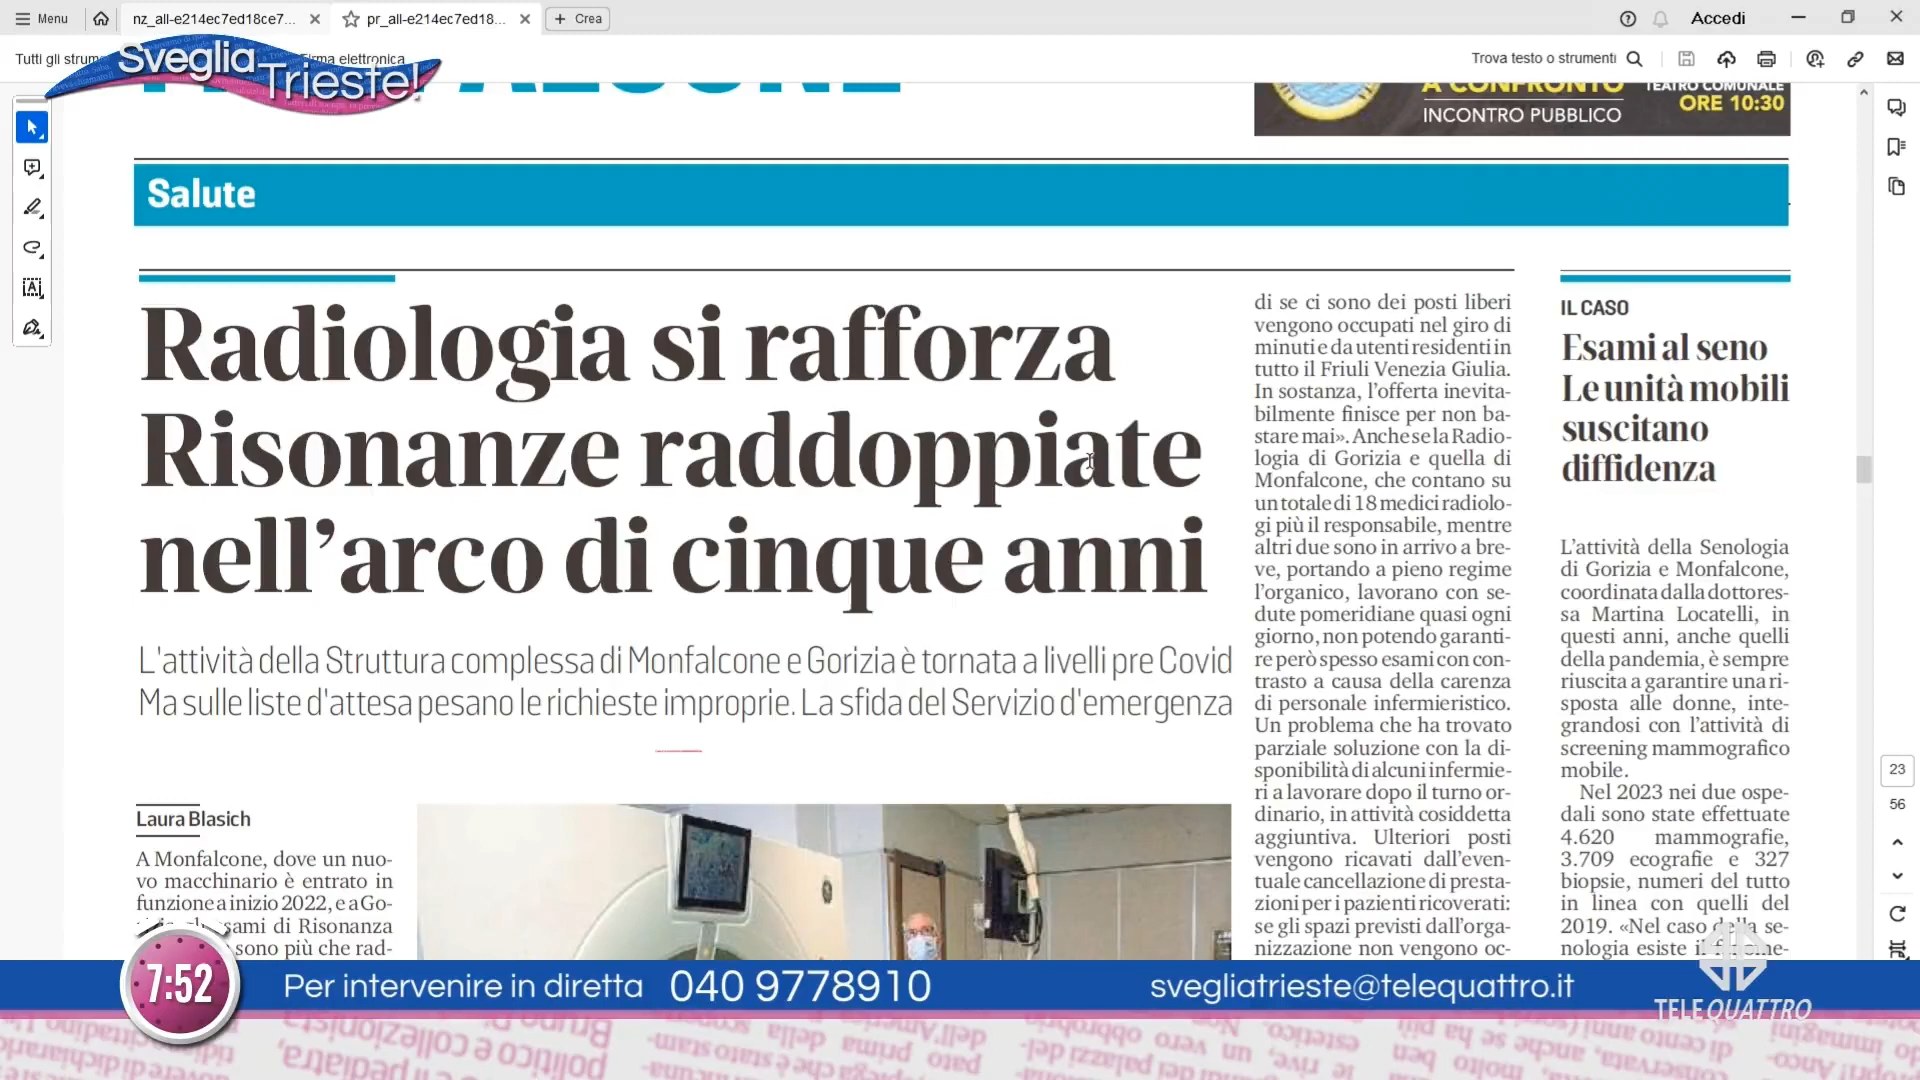 Menu
nz_all-e214ec7ed18ce7...
pr_all-e214ec7ed18...
Crea
Accedi
Tutti gli strum
Firma elettronica
Trova testo o strumenti
Sveglia
Trieste!
A CONFRONTO
INCONTRO PUBBLICO
TEATRO COMUNALE
ORE 10:30
Salute
Radiologia si rafforza
Risonanze raddoppiate
nell’arco di cinque anni
L'attività della Struttura complessa di Monfalcone e Gorizia è tornata a livelli pre Covid
Ma sulle liste d'attesa pesano le richieste improprie. La sfida del Servizio d'emergenza
Laura Blasich
A Monfalcone, dove un nuo-
vo macchinario è entrato in
funzione a inizio 2022, e a Go-
sami di Risonanza
sono più che rad-
di se ci sono dei posti liberi
vengono occupati nel giro di
minuti e da utenti residenti in
tutto il Friuli Venezia Giulia.
In sostanza, l’offerta inevita-
bilmente finisce per non ba-
stare mai». Anche se la Radio-
logia di Gorizia e quella di
Monfalcone, che contano su
un totale di 18 medici radiolo-
gi più il responsabile, mentre
altri due sono in arrivo a bre-
ve, portando a pieno regime
l’organico, lavorano con se-
dute pomeridiane quasi ogni
giorno, non potendo garanti-
re però spesso esami con con-
trasto a causa della carenza
di personale infermieristico.
Un problema che ha trovato
parziale soluzione con la di-
sponibilità di alcuni infermie-
ri a lavorare dopo il turno or-
dinario, in attività cosiddetta
aggiuntiva. Ulteriori posti
vengono ricavati dall’even-
tuale cancellazione di presta-
zioni per i pazienti ricoverati:
se gli spazi previsti dall’orga-
nizzazione non vengono oc-
IL CASO
Esami al seno
Le unità mobili
suscitano
diffidenza
L’attività della Senologia
di Gorizia e Monfalcone,
coordinata dalla dottores-
sa Martina Locatelli, in
questi anni, anche quelli
della pandemia, è sempre
riuscita a garantire una ri-
sposta alle donne, inte-
grandosi con l’attività di
screening mammografico
mobile.
Nel 2023 nei due ospe-
dali sono state effettuate
4.620 mammografie,
3.709 ecografie e 327
biopsie, numeri del tutto
in linea con quelli del
2019. «Nel caso della se-
nologia esiste il
23
56
7:52
Per intervenire in diretta 040 9778910
svegliatrieste@telequattro.it
TELEQUATTRO